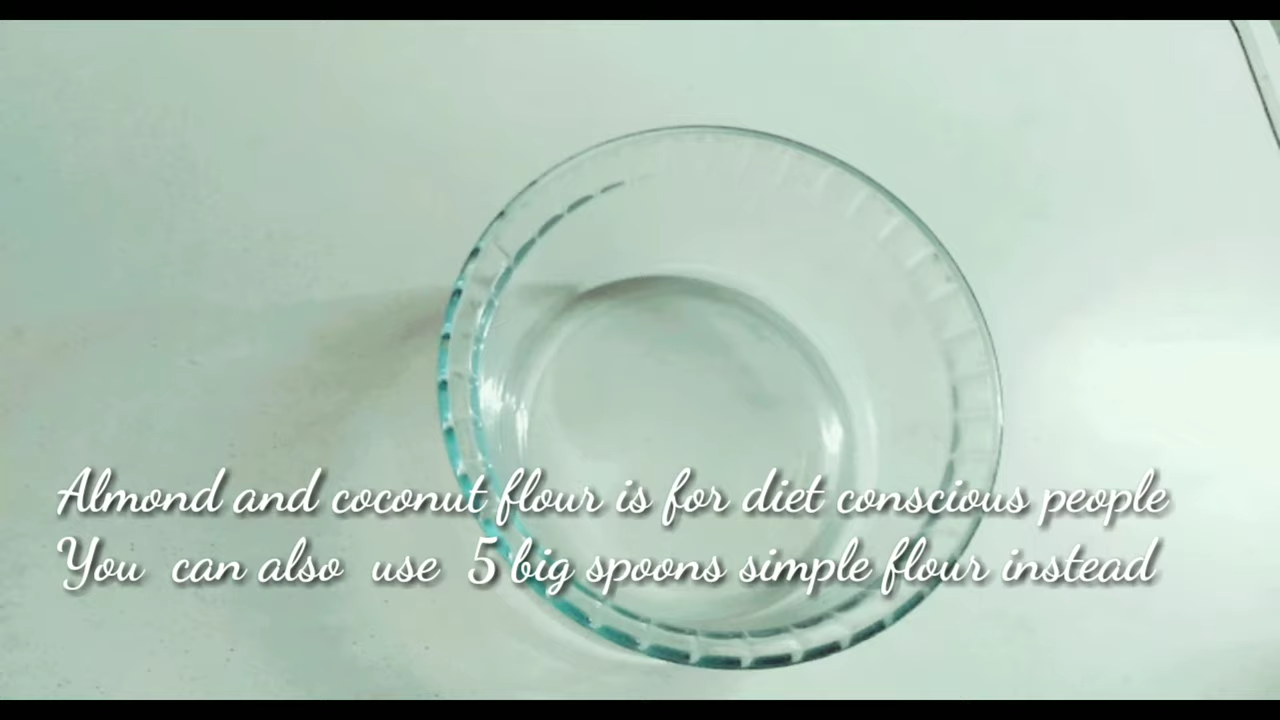 Almond and coconut flour is for diet conscious people
You can also use 5 big spoons simple flour instead